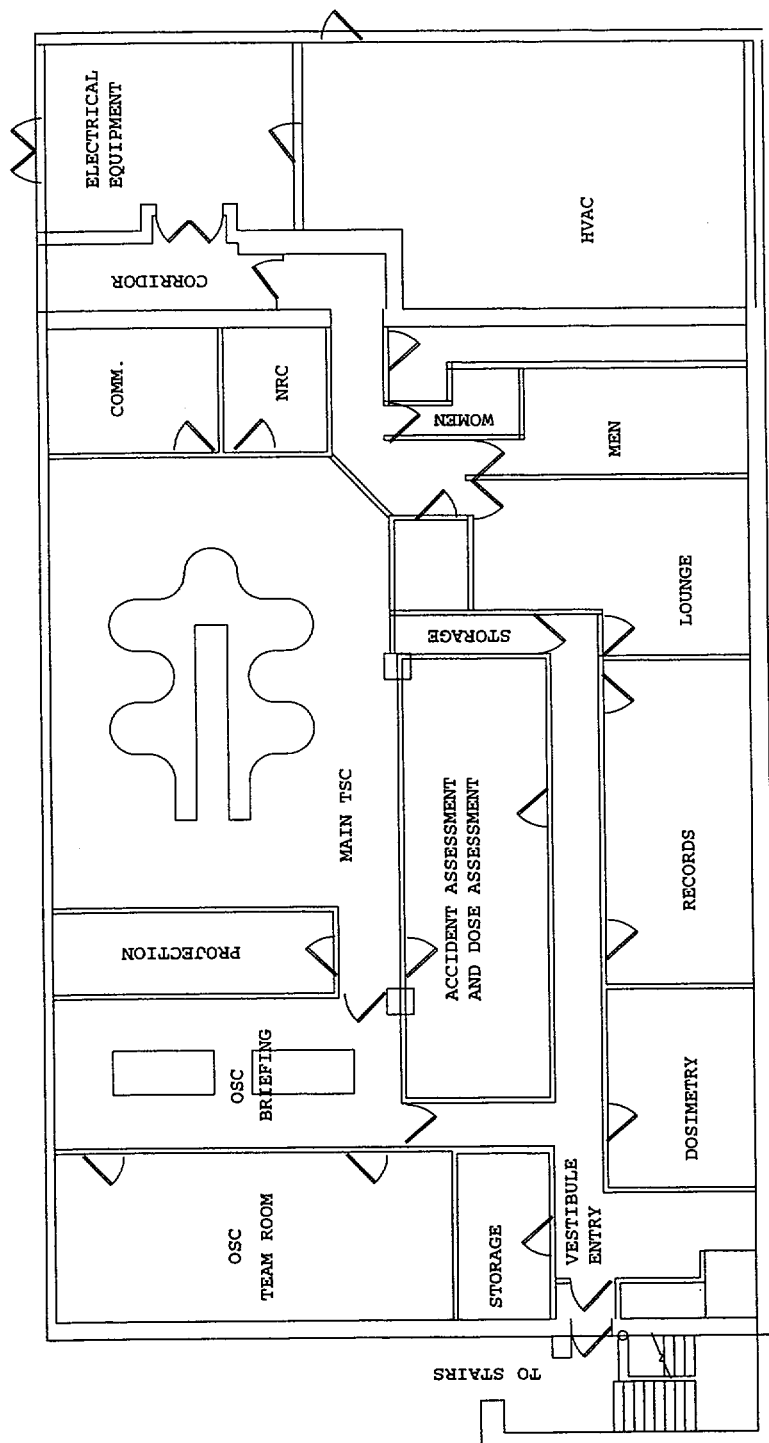 ELECTRICAL
EQUIPMENT
HVAC
CORRIDOR
COMM.
NRC
WOMEN
MEN
LOUNGE
STORAGE
MAIN TSC
ACCIDENT ASSESSMENT
AND DOSE ASSESSMENT
RECORDS
PROJECTION
OSC
BRIEFING
DOSIMETRY
OSC
TEAM ROOM
STORAGE
VESTIBULE
ENTRY
TO STAIRS